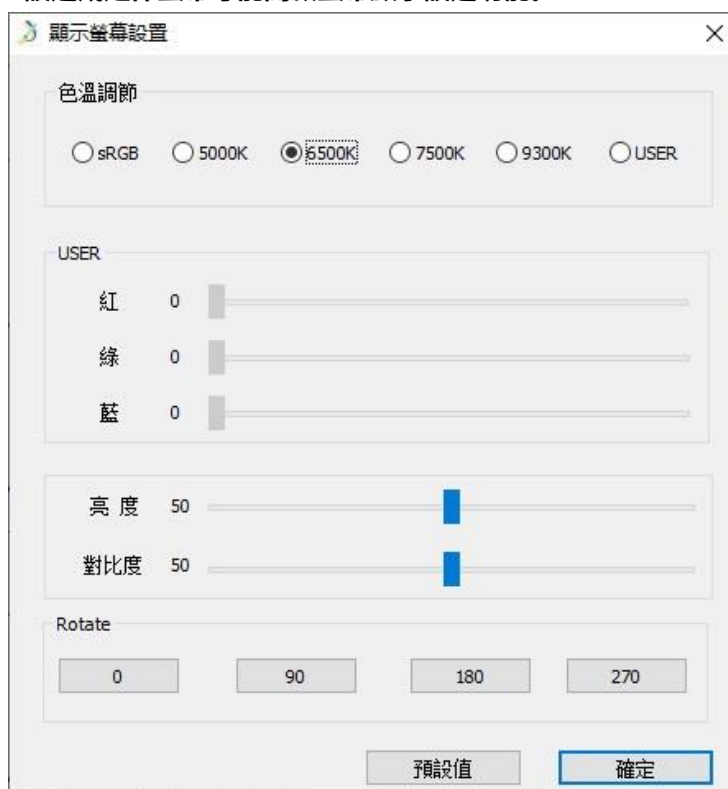 顯示螢幕設置
色溫調節
sRGB 5000K 6500K 7500K 9300K USER
USER
紅 0
綠 0
藍 0
亮 度 50
對比度 50
Rotate
0 90 180 270
預設值 確定